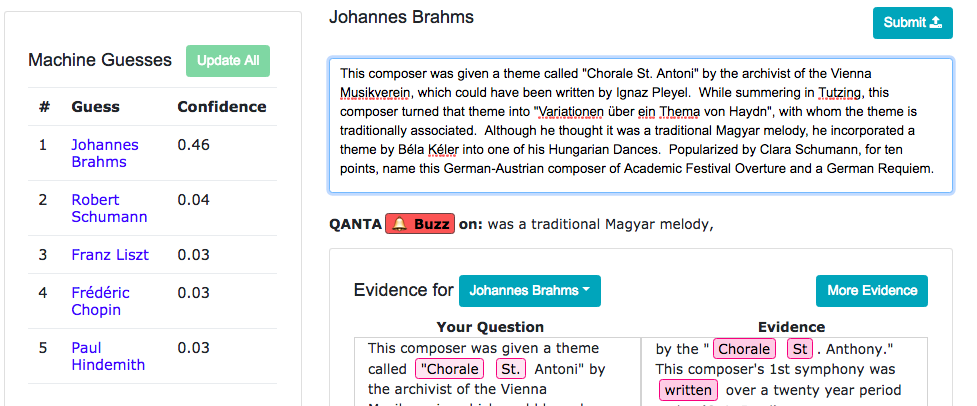 Machine Guesses Update All
# Guess Confidence
1 Johannes 0.46
Brahms
2 Robert 0.04
Schumann
3 Franz Liszt 0.03
4 Frédéric 0.03
Chopin
5 Paul 0.03
Hindemith
Johannes Brahms
Submit
This composer was given a theme called "Chorale St. Antoni" by the archivist of the Vienna
Musikverein, which could have been written by Ignaz Pleyel.  While summering in Tutzing, this
composer turned that theme into "Variationen über ein Thema von Haydn", with whom the theme is
traditionally associated.  Although he thought it was a traditional Magyar melody, he incorporated a
theme by Béla Kéler into one of his Hungarian Dances.  Popularized by Clara Schumann, for ten
points, name this German-Austrian composer of Academic Festival Overture and a German Requiem.
QANTA Buzz on: was a traditional Magyar melody,
Evidence for Johannes Brahms More Evidence
Your Question
This composer was given a theme
called "Chorale St. Antoni" by
the archivist of the Vienna
Evidence
by the " Chorale St . Anthony."
This composer's 1st symphony was
written over a twenty year period